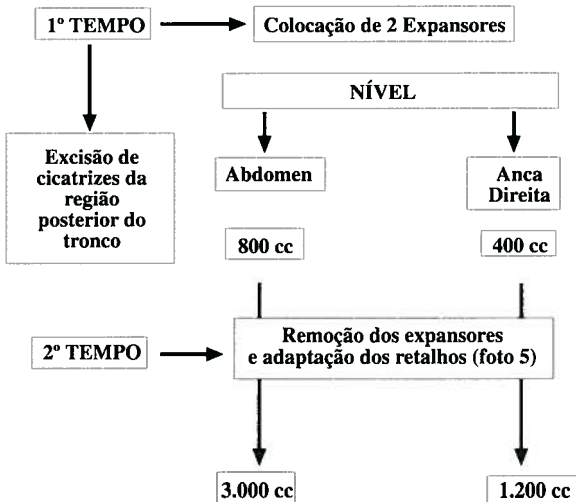 1º TEMPO
Colocação de 2 Expansores
NÍVEL
Excisão de
cicatrizes da
região
posterior do
tronco
Abdomen
Anca
Direita
800 cc
400 cc
2º TEMPO
Remoção dos expansores
e adaptação dos retalhos (foto 5)
3.000 cc
1.200 cc